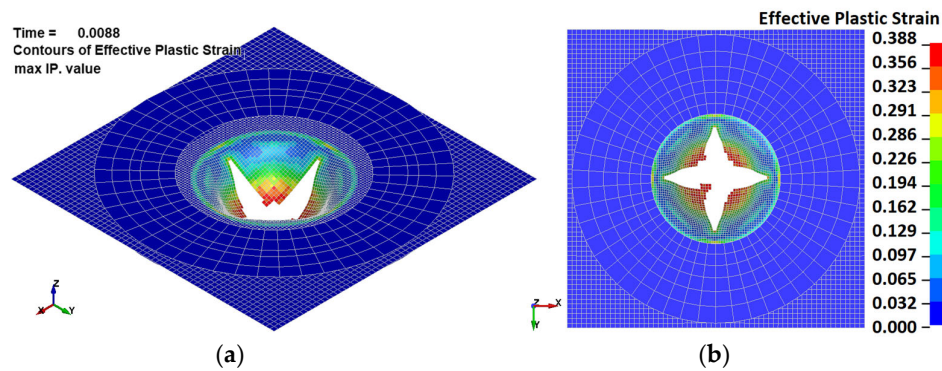 Time = 0.0088
Contours of Effective Plastic Strain,
max IP. value
Z
X
Y
(a)
Z X
Y
(b)
Effective Plastic Strain
0.388
0.356
0.323
0.291
0.286
0.226
0.194
0.162
0.129
0.097
0.065
0.032
0.000